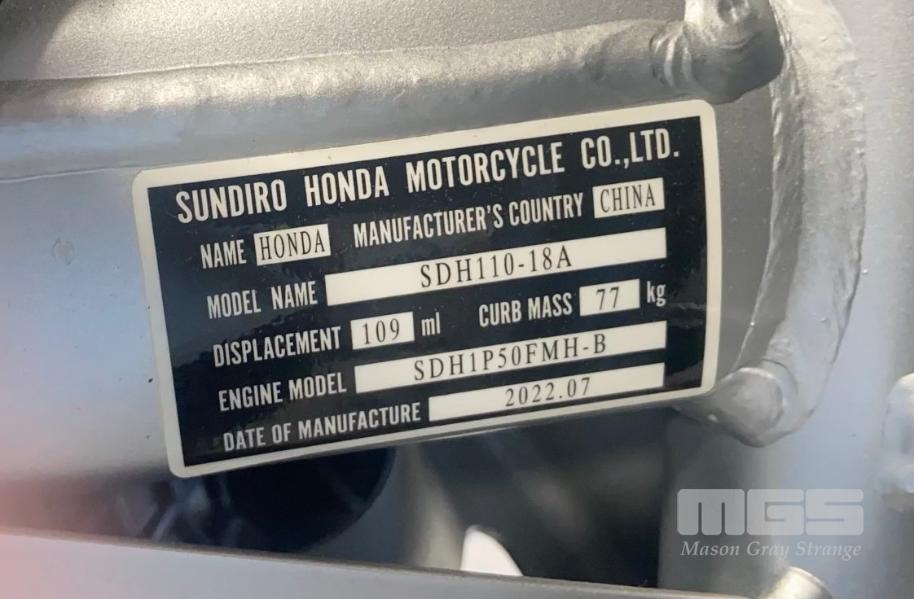 SUNDIRO HONDA MOTORCYCLE CO.,LTD.
NAME HONDA MANUFACTURER'S COUNTRY CHINA
MODEL NAME SDH110-18A
DISPLACEMENT 109 ml CURB MASS 77 kg
ENGINE MODEL SDH1P50FMH-B
DATE OF MANUFACTURE 2022.07
MGS
Mason Gray Strange